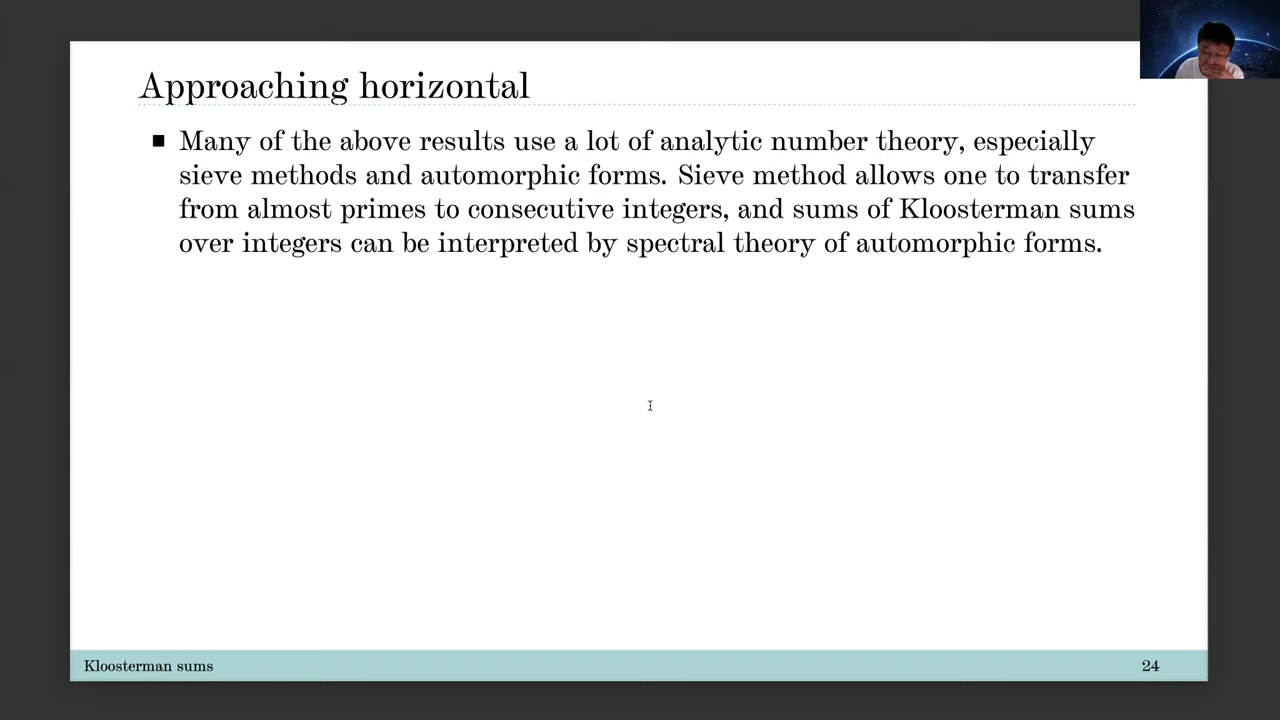 Approaching horizontal
■ Many of the above results use a lot of analytic number theory, especially
sieve methods and automorphic forms. Sieve method allows one to transfer
from almost primes to consecutive integers, and sums of Kloosterman sums
over integers can be interpreted by spectral theory of automorphic forms.
Kloosterman sums 24